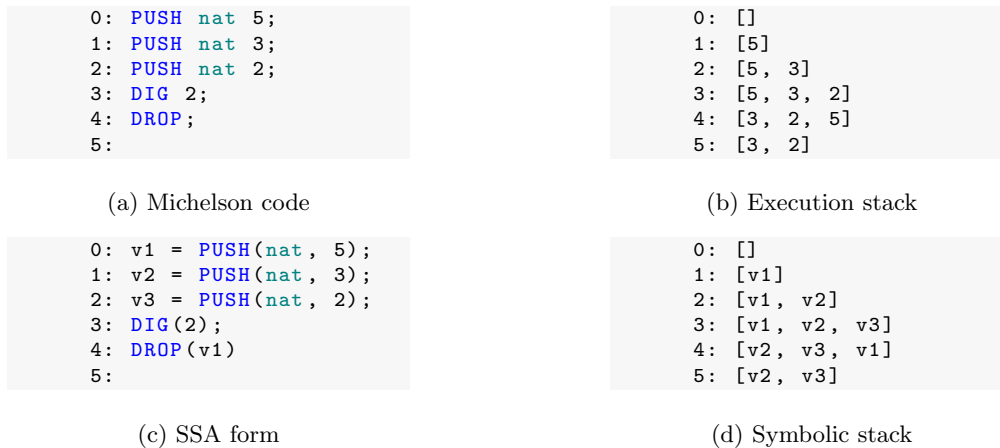 0: PUSH nat 5;
1: PUSH nat 3;
2: PUSH nat 2;
3: DIG 2;
4: DROP;
5:
(a) Michelson code
0: []
1: [5]
2: [5, 3]
3: [5, 3, 2]
4: [3, 2, 5]
5: [3, 2]
(b) Execution stack
0: v1 = PUSH(nat, 5);
1: v2 = PUSH(nat, 3);
2: v3 = PUSH(nat, 2);
3: DIG(2);
4: DROP(v1)
5:
(c) SSA form
0: []
1: [v1]
2: [v1, v2]
3: [v1, v2, v3]
4: [v2, v3, v1]
5: [v2, v3]
(d) Symbolic stack